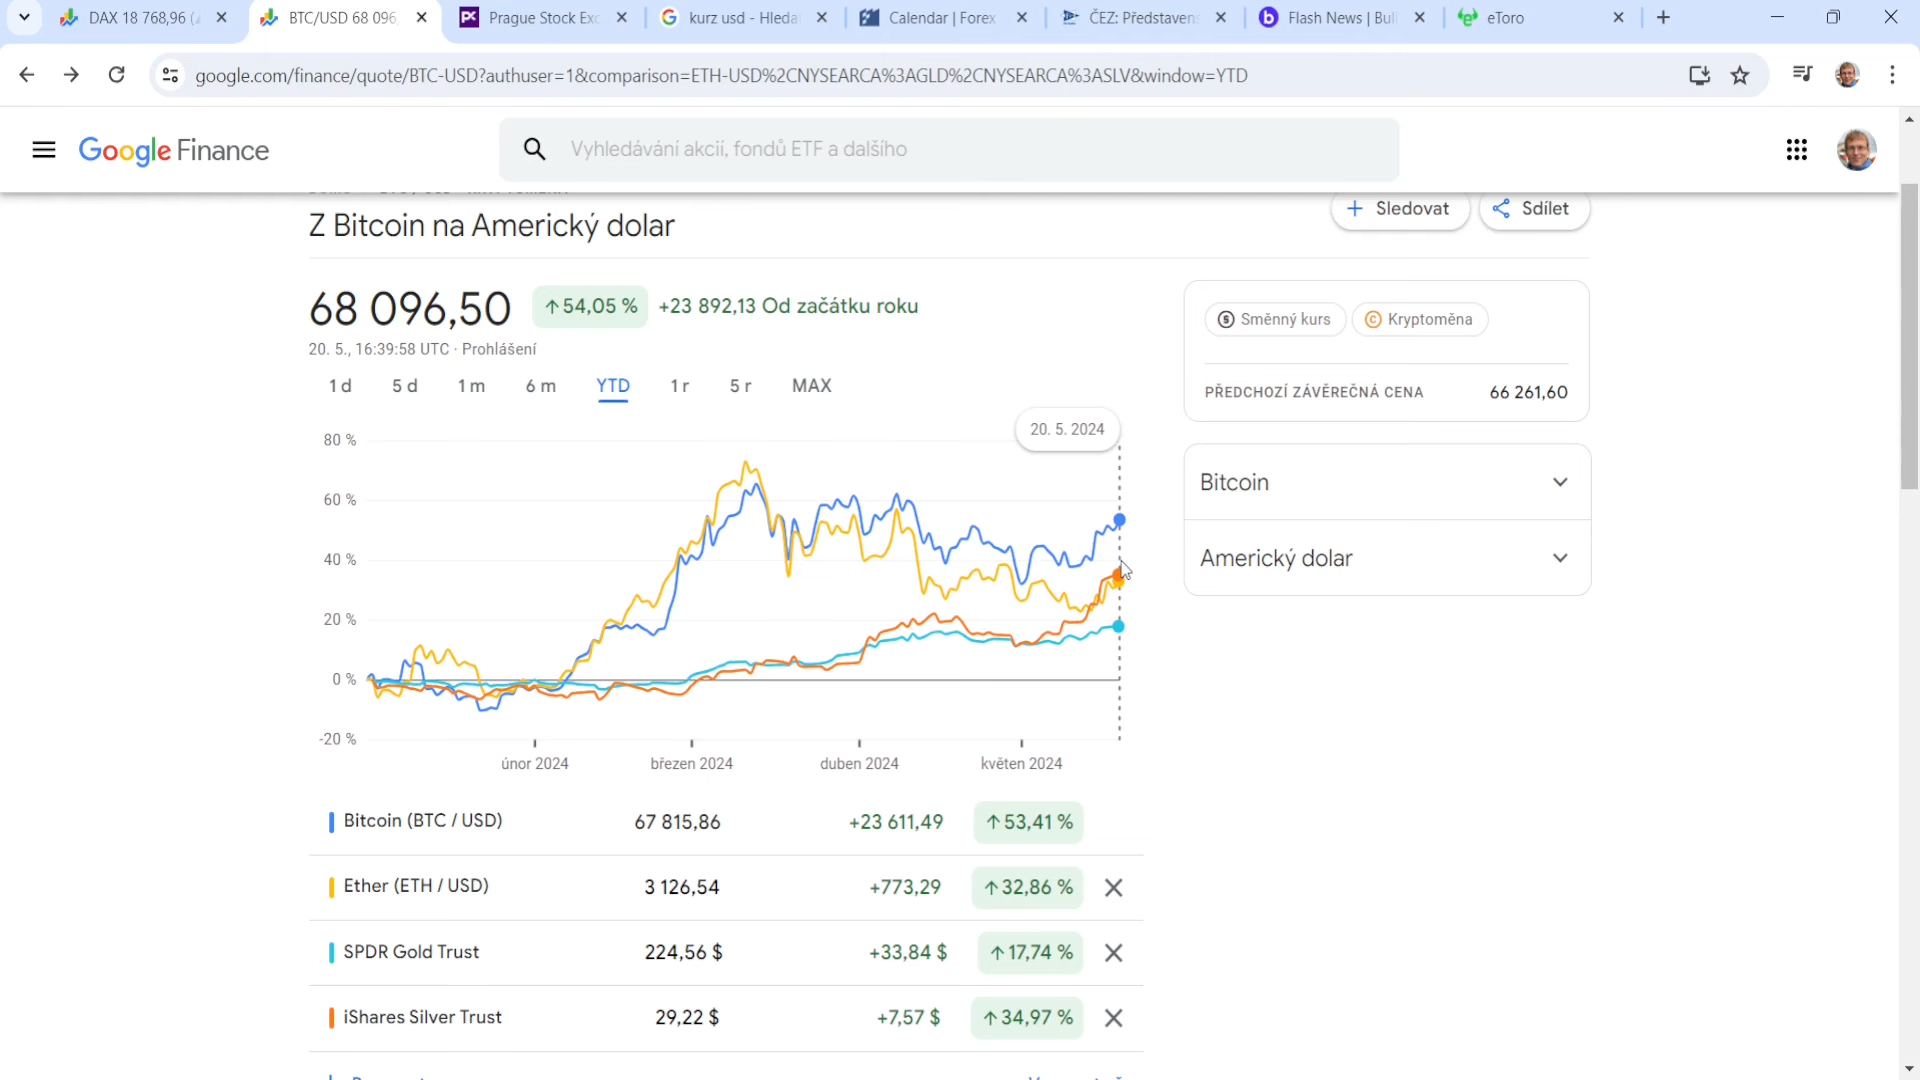 DAX 18 768,96 (
BTC/USD 68 096,
Prague Stock Exc
kurz usd - Hleda
Calendar | Forex
ČEZ: Představens
Flash News | Bul
eToro
google.com/finance/quote/BTC-USD?authuser=1&comparison=ETH-USD%2CNYSEARCA%3AGLD%2CNYSEARCA%3ASLV&window=YTD
Google Finance
Vyhledávání akcií, fondů ETF a dalšího
Z Bitcoin na Americký dolar
Sledovat
Sdílet
68 096,50
54,05 %
+23 892,13 Od začátku roku
20. 5., 16:39:58 UTC · Prohlášení
1 d 5 d 1 m 6 m YTD 1 r 5 r MAX
20. 5. 2024
80 %
60 %
40 %
20 %
0 %
-20 %
únor 2024
březen 2024
duben 2024
květen 2024
Bitcoin (BTC / USD) 67 815,86 +23 611,49 ↑53,41 %
Ether (ETH / USD) 3 126,54 +773,29 ↑32,86 %
SPDR Gold Trust 224,56 $ +33,84 $ ↑17,74 %
iShares Silver Trust 29,22 $ +7,57 $ ↑34,97 %
Směnný kurs
Kryptoměna
PŘEDCHOZÍ ZÁVĚREČNÁ CENA 66 261,60
Bitcoin
Americký dolar